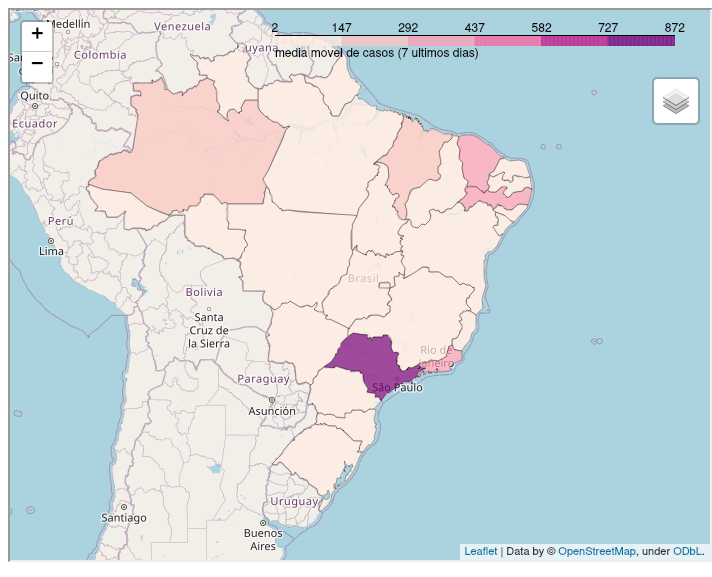 +
−
2 147 292 437 582 727 872
media movel de casos (7 ultimos dias)
Medellín
Venezuela
Colombia
Quito
Ecuador
Perú
Lima
Brasil
Bolivia
Santa
Cruz de
la Sierra
Rio de
Janeiro
São Paulo
Paraguay
Asunción
Uruguay
Santiago
Buenos
Aires
Leaflet | Data by © OpenStreetMap, under ODbL.